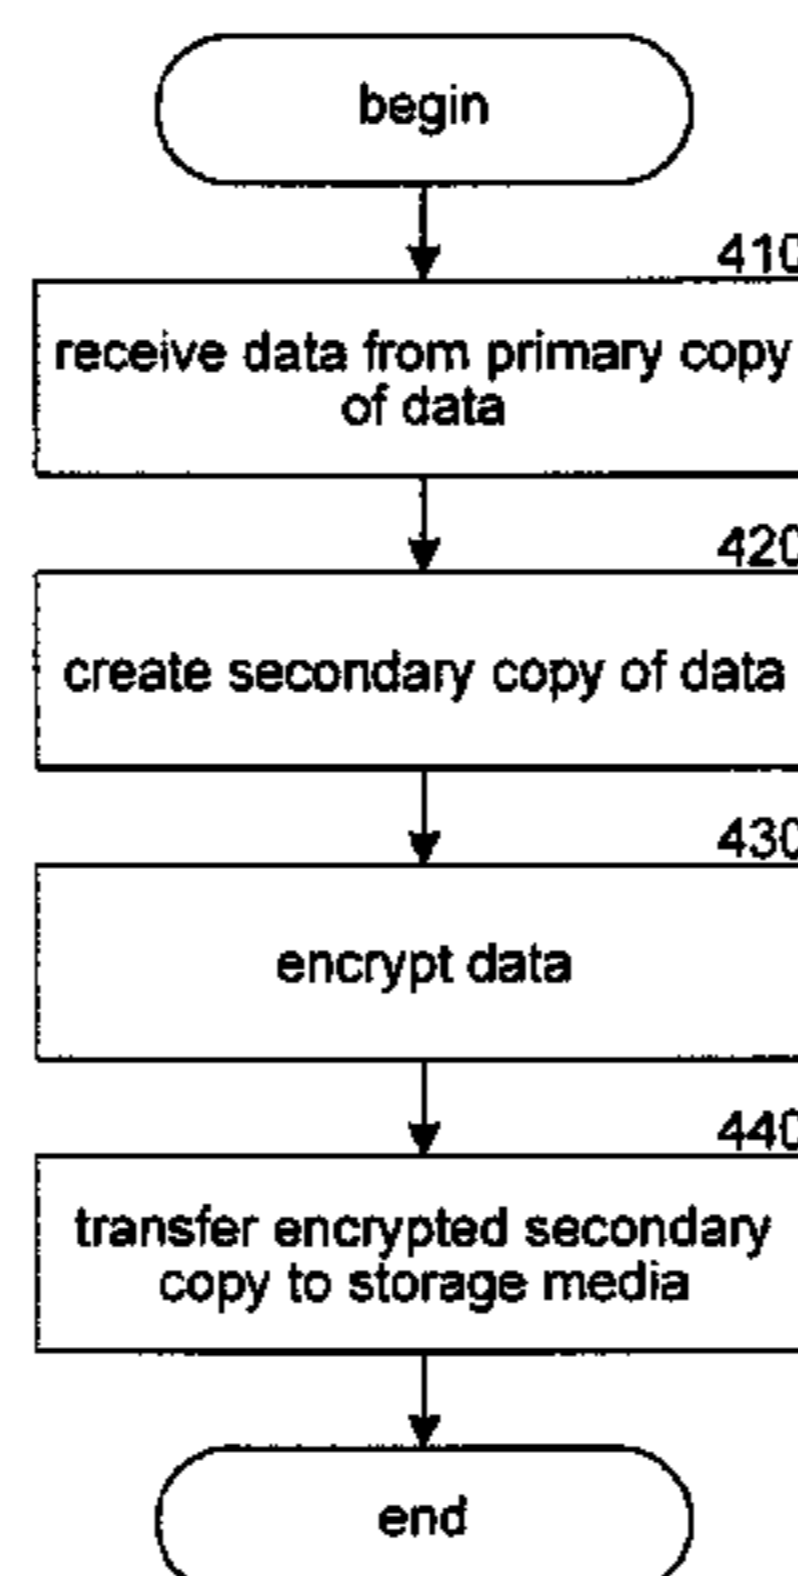 begin
410
receive data from primary copy
of data
420
create secondary copy of data
430
encrypt data
440
transfer encrypted secondary
copy to storage media
end